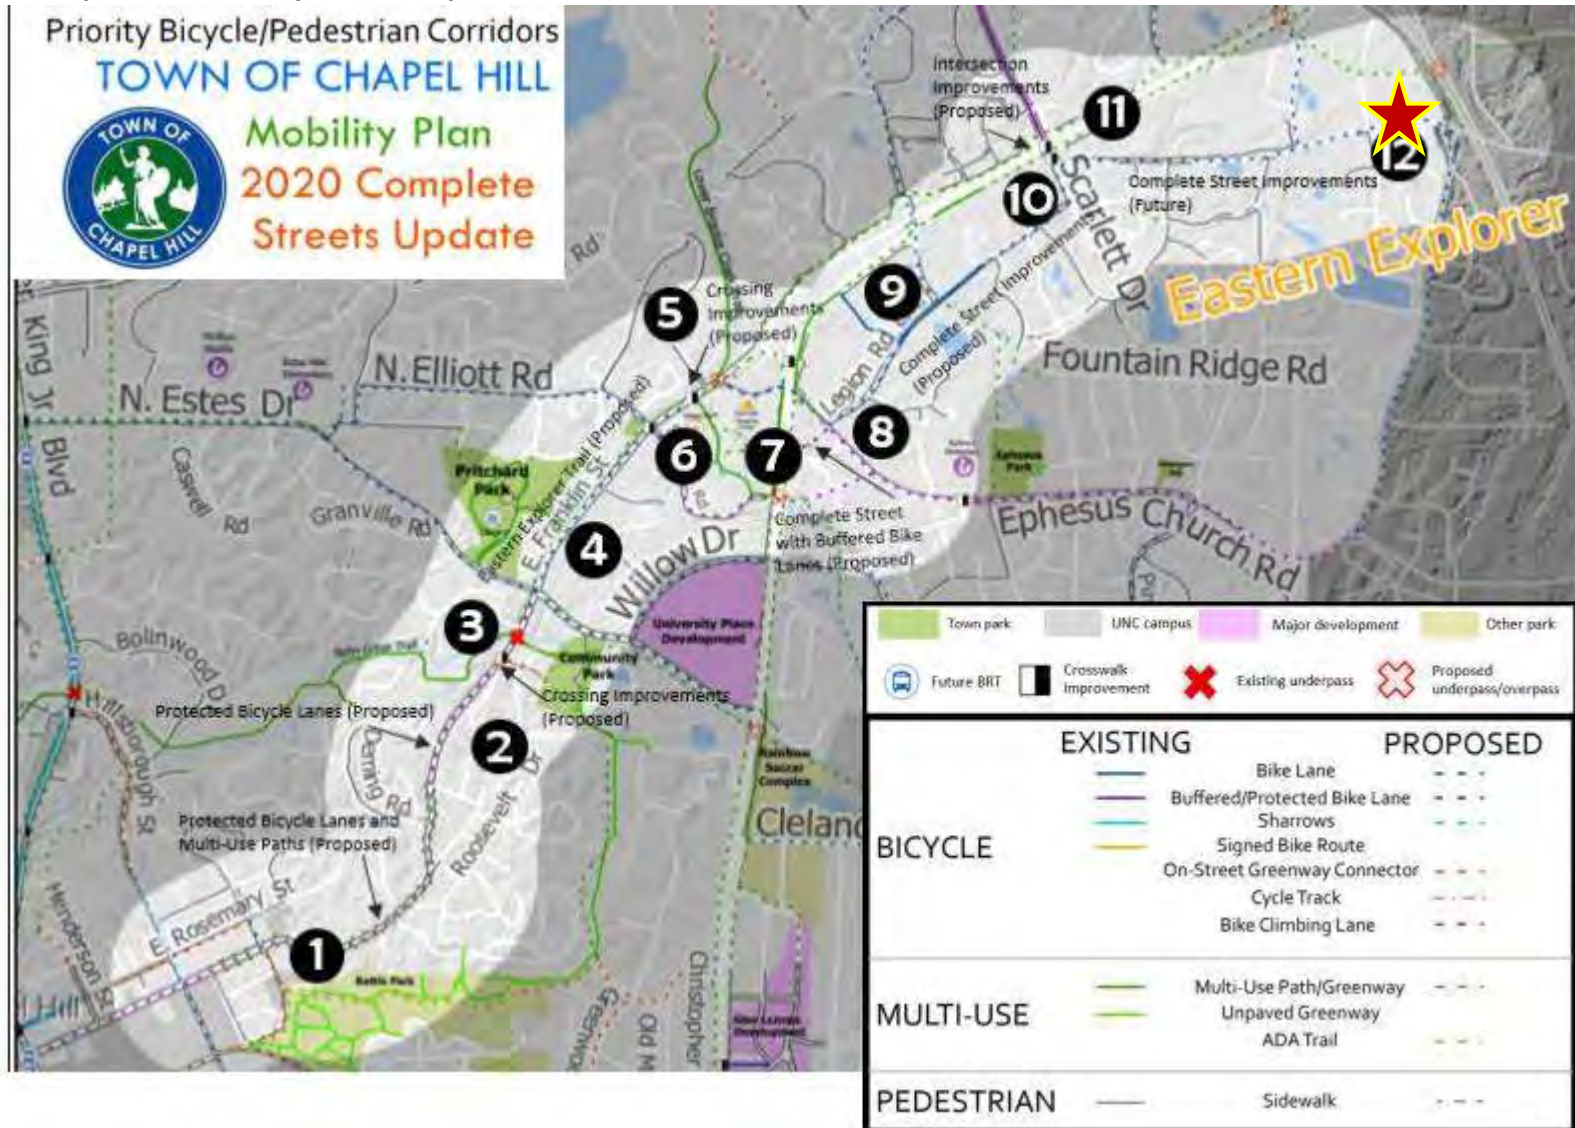 Priority Bicycle/Pedestrian Corridors
TOWN OF CHAPEL HILL
TOWN OF
CHAPEL HILL
Mobility Plan
2020 Complete
Streets Update
Intersection
Improvements
(Proposed)
11
12
10
Scarlett Dr
Complete Street Improvements
(Future)
Eastern Explorer
Rd
5
Crossing
Improvements
(Proposed)
9
Complete Street Improvements
(Proposed)
Legion Rd
Fountain Ridge Rd
King Jr
Blvd
N. Elliott Rd
N. Estes Dr
Caswell
Rd
Granville Rd
Pritchard
Park
Eastern Explorer Trail (Proposed)
E. Franklin St
6
Rd
7
8
Ephesus
Park
Ephesus Church Rd
Complete Street
with Buffered Bike
Lanes (Proposed)
4
Willow Dr
University Place
Development
3
Community
Park
Bolinwood Dr
Crossing Improvements
(Proposed)
Protected Bicycle Lanes (Proposed)
Hillsborough St
2
Deming
Rd
Roosevelt Dr
Rainbow
Soccer
Complex
Cleland
Protected Bicycle Lanes and
Multi-Use Paths (Proposed)
E Rosemary St
Henderson St
1
Battle Park
Greenwo
Old M
Christopher
Development
Town park
UNC campus
Major development
Other park
Future BRT
Crosswalk
Improvement
Existing underpass
Proposed
underpass/overpass
EXISTING
PROPOSED
BICYCLE
Bike Lane
Buffered/Protected Bike Lane
Sharrows
Signed Bike Route
On-Street Greenway Connector
Cycle Track
Bike Climbing Lane
MULTI-USE
Multi-Use Path/Greenway
Unpaved Greenway
ADA Trail
PEDESTRIAN
Sidewalk